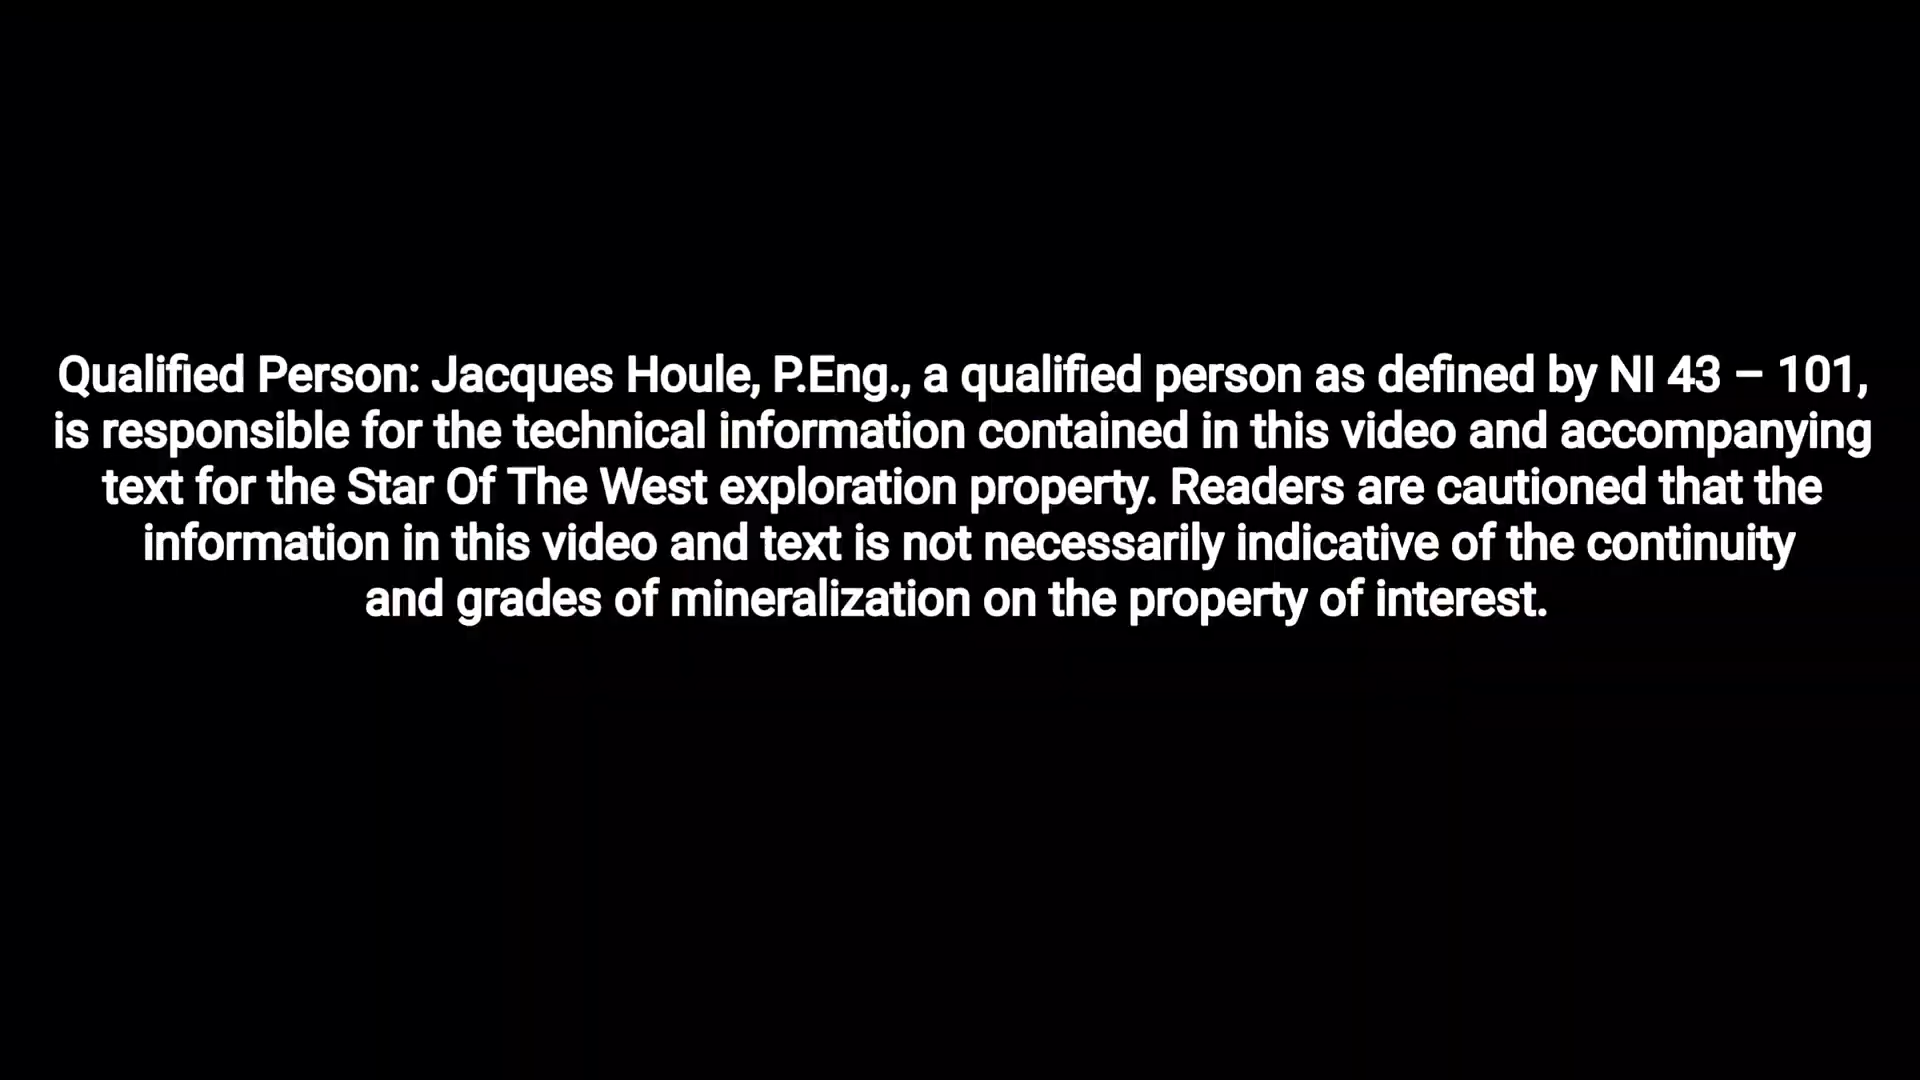 Qualified Person: Jacques Houle, P.Eng., a qualified person as defined by NI 43 – 101,
is responsible for the technical information contained in this video and accompanying
text for the Star Of The West exploration property. Readers are cautioned that the
information in this video and text is not necessarily indicative of the continuity
and grades of mineralization on the property of interest.